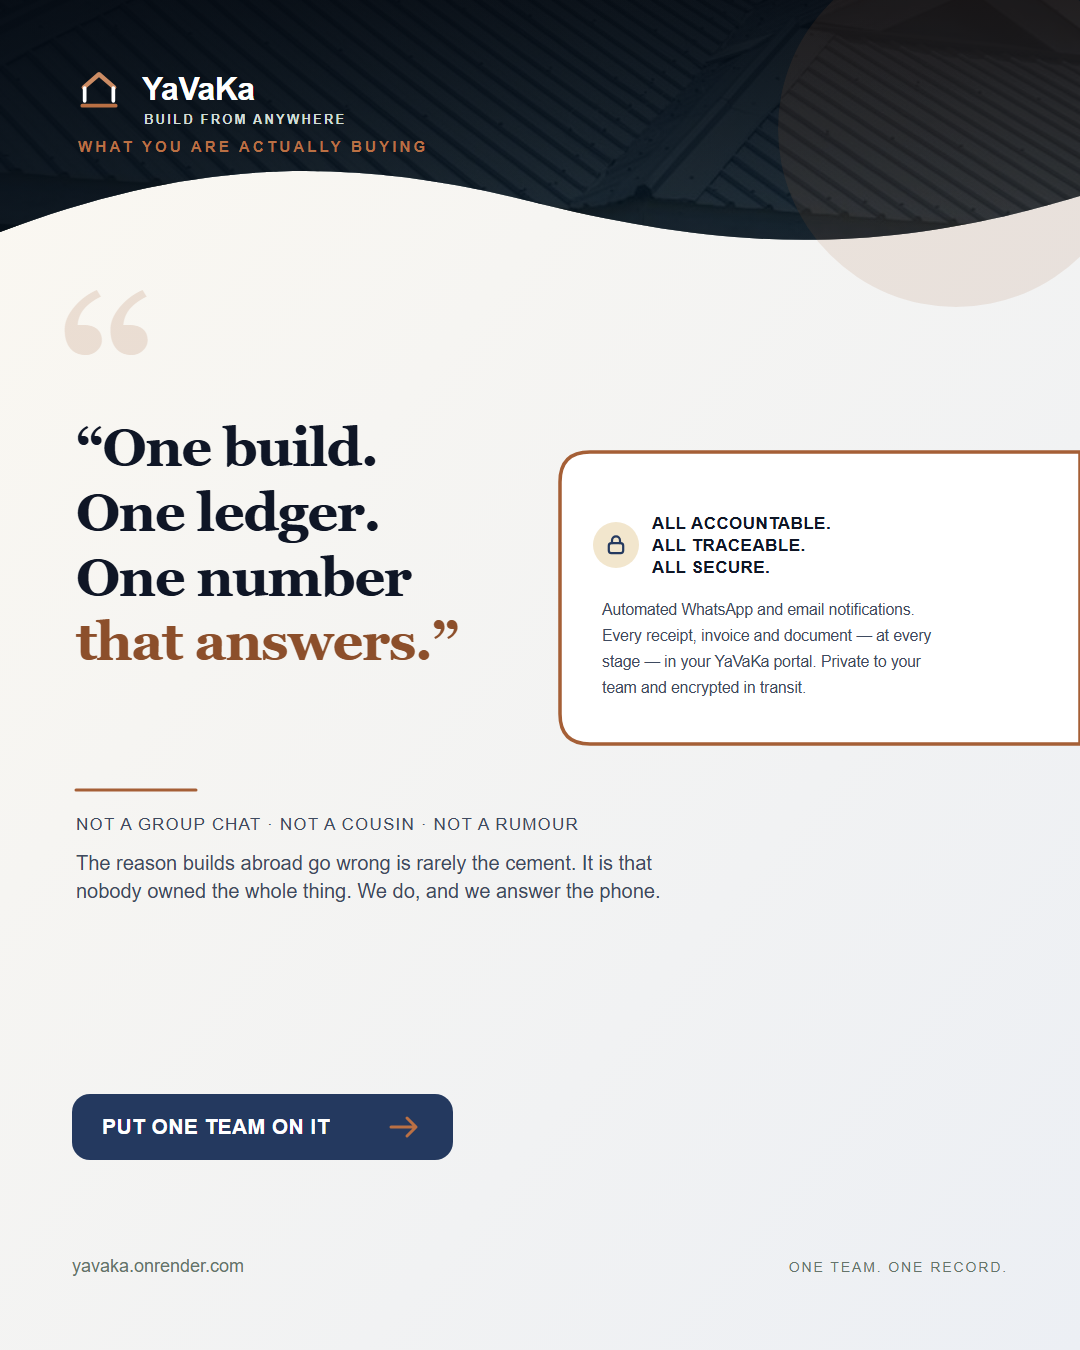 YaVaKa
BUILD FROM ANYWHERE
WHAT YOU ARE ACTUALLY BUYING
“
“One build.
One ledger.
One number
that answers.”
ALL ACCOUNTABLE.
ALL TRACEABLE.
ALL SECURE.
Automated WhatsApp and email notifications.
Every receipt, invoice and document — at every
stage — in your YaVaKa portal. Private to your
team and encrypted in transit.
NOT A GROUP CHAT · NOT A COUSIN · NOT A RUMOUR
The reason builds abroad go wrong is rarely the cement. It is that
nobody owned the whole thing. We do, and we answer the phone.
PUT ONE TEAM ON IT
yavaka.onrender.com
ONE TEAM. ONE RECORD.